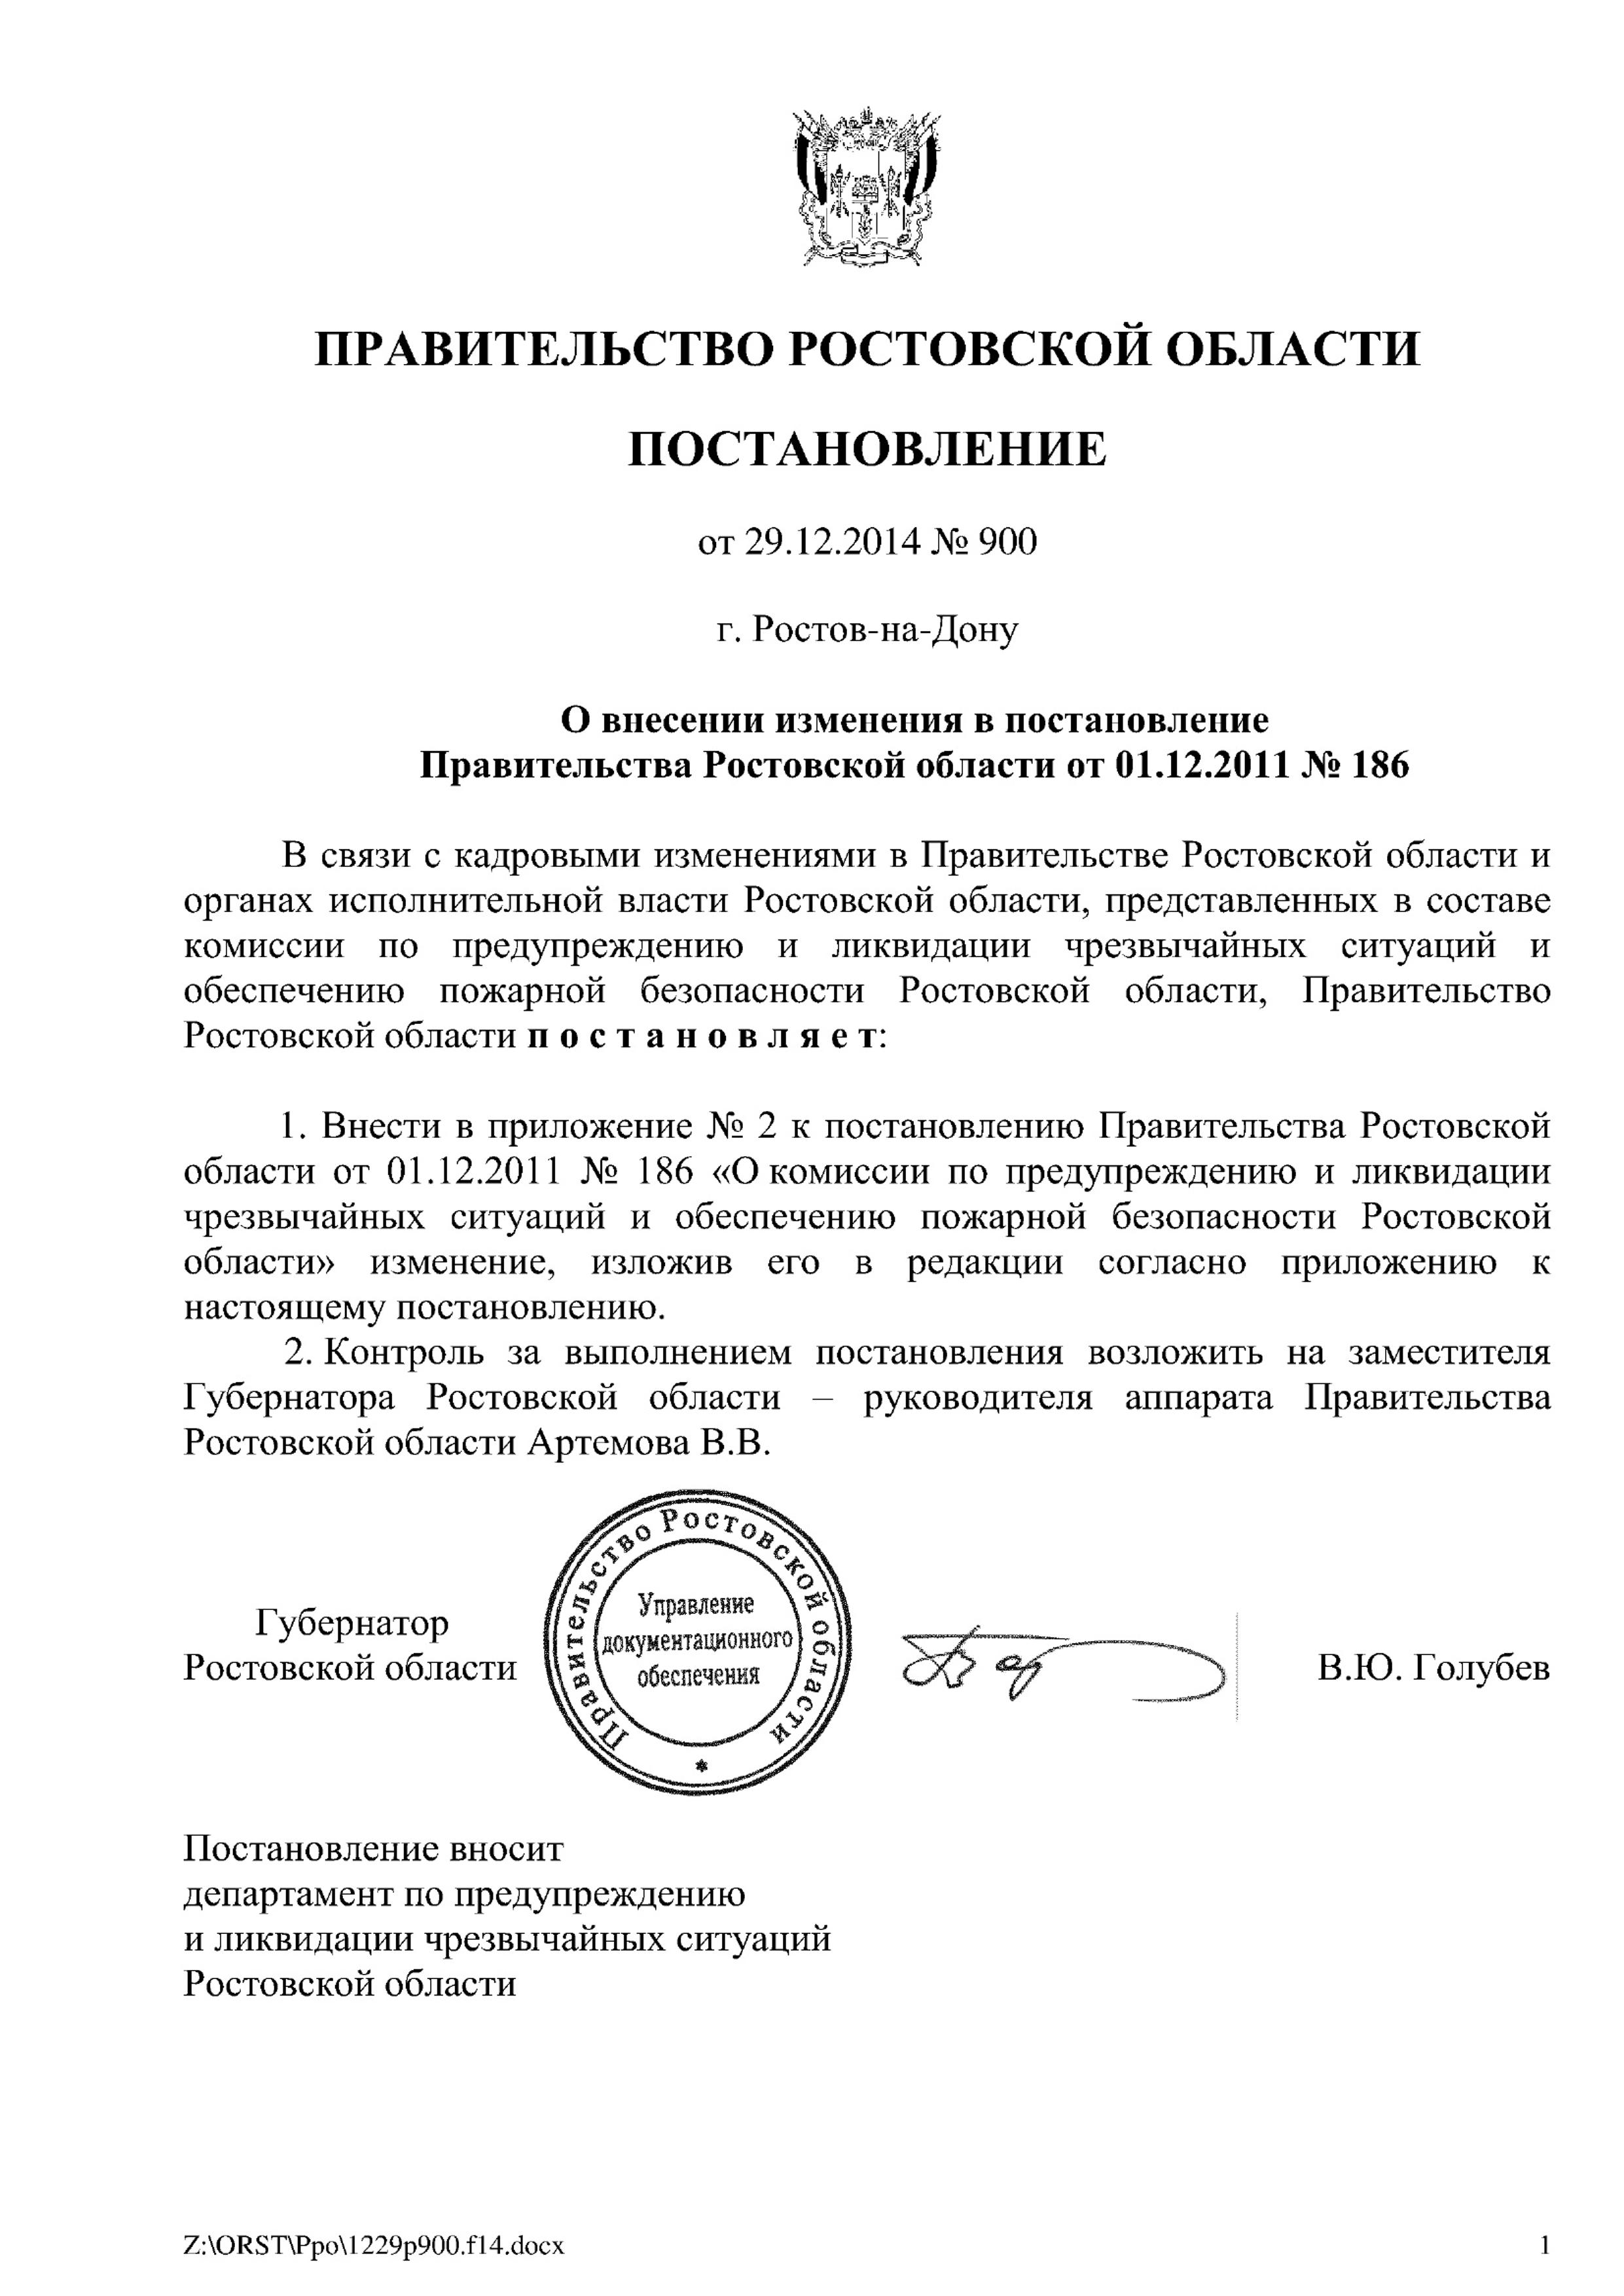 ПРАВИТЕЛЬСТВО РОСТОВСКОЙ ОБЛАСТИ
ПОСТАНОВЛЕНИЕ
от 29.12.2014 № 900
г. Ростов-на-Дону
О внесении изменения в постановление
Правительства Ростовской области от 01.12.2011 № 186
В связи с кадровыми изменениями в Правительстве Ростовской области и
органах исполнительной власти Ростовской области, представленных в составе
комиссии по предупреждению и ликвидации чрезвычайных ситуаций и
обеспечению пожарной безопасности Ростовской области, Правительство
Ростовской области п о с т а н о в л я е т:
1. Внести в приложение № 2 к постановлению Правительства Ростовской
области от 01.12.2011 № 186 «О комиссии по предупреждению и ликвидации
чрезвычайных ситуаций и обеспечению пожарной безопасности Ростовской
области» изменение, изложив его в редакции согласно приложению к
настоящему постановлению.
2. Контроль за выполнением постановления возложить на заместителя
Губернатора Ростовской области – руководителя аппарата Правительства
Ростовской области Артемова В.В.
Губернатор
Ростовской области
Правительство Ростовской области
Управление
документационного
обеспечения
В.Ю. Голубев
Постановление вносит
департамент по предупреждению
и ликвидации чрезвычайных ситуаций
Ростовской области
Z:\ORST\Ppo\1229p900.f14.docx
1